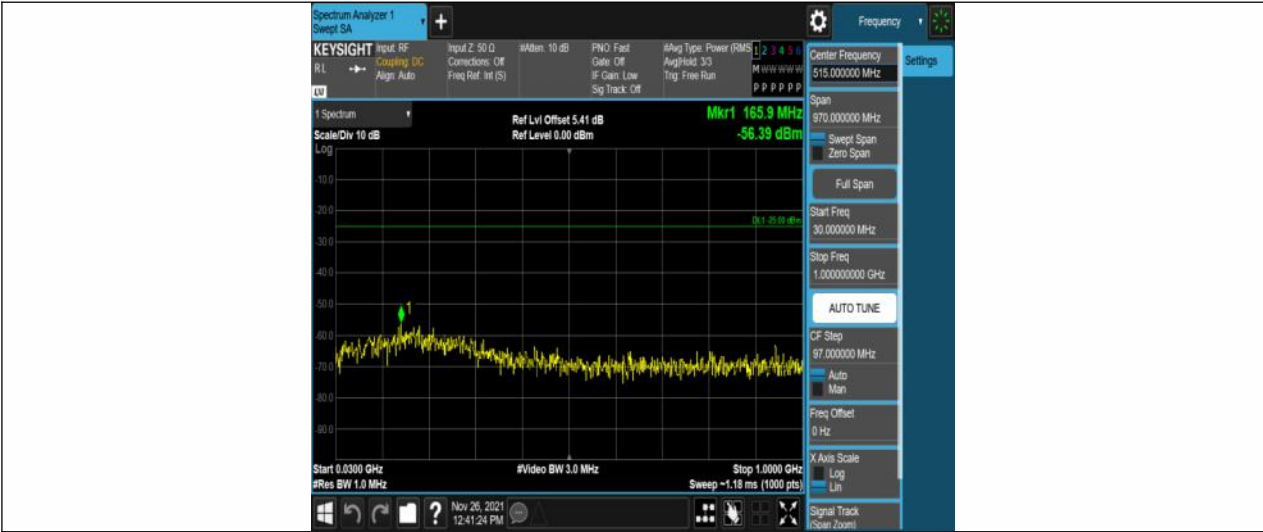 Spectrum Analyzer 1
Swept SA
+
Frequency
KEYSIGHT
RL
LV
Input: RF
Coupling: DC
Align: Auto
Input Z: 50 Ω
Corrections: Off
Freq Ref: Int (S)
#Atten: 10 dB
PNO: Fast
Gate: Off
IF Gain: Low
Sig Track: Off
#Avg Type: Power (RMS
Avg|Hold: 3/3
Trig: Free Run
1 2 3 4 5 6
M W W W W W
P P P P P P
1 Spectrum
Scale/Div 10 dB
Ref Lvl Offset 5.41 dB
Ref Level 0.00 dBm
Mkr1 165.9 MHz
-56.39 dBm
Log
-10.0
-20.0
DL1 -25.00 dBm
-30.0
-40.0
-50.0
1
-60.0
-70.0
-80.0
-90.0
Start 0.0300 GHz
#Res BW 1.0 MHz
#Video BW 3.0 MHz
Stop 1.0000 GHz
Sweep ~1.18 ms (1000 pts)
?
Nov 26, 2021
12:41:24 PM
Center Frequency
515.000000 MHz
Settings
Span
970.000000 MHz
Swept Span
Zero Span
Full Span
Start Freq
30.000000 MHz
Stop Freq
1.000000000 GHz
AUTO TUNE
CF Step
97.000000 MHz
Auto
Man
Freq Offset
0 Hz
X Axis Scale
Log
Lin
Signal Track
(Span Zoom)